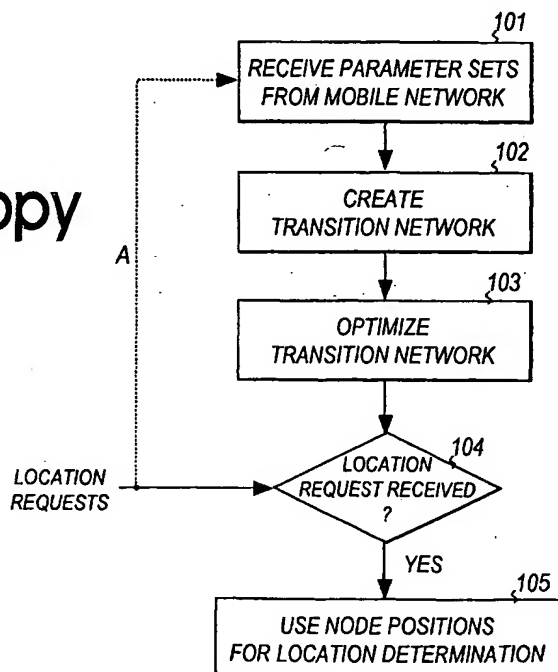 101
RECEIVE PARAMETER SETS
FROM MOBILE NETWORK
102
CREATE
TRANSITION NETWORK
103
OPTIMIZE
TRANSITION NETWORK
A
104
LOCATION
REQUEST RECEIVED
?
LOCATION
REQUESTS
YES
105
USE NODE POSITIONS
FOR LOCATION DETERMINATION